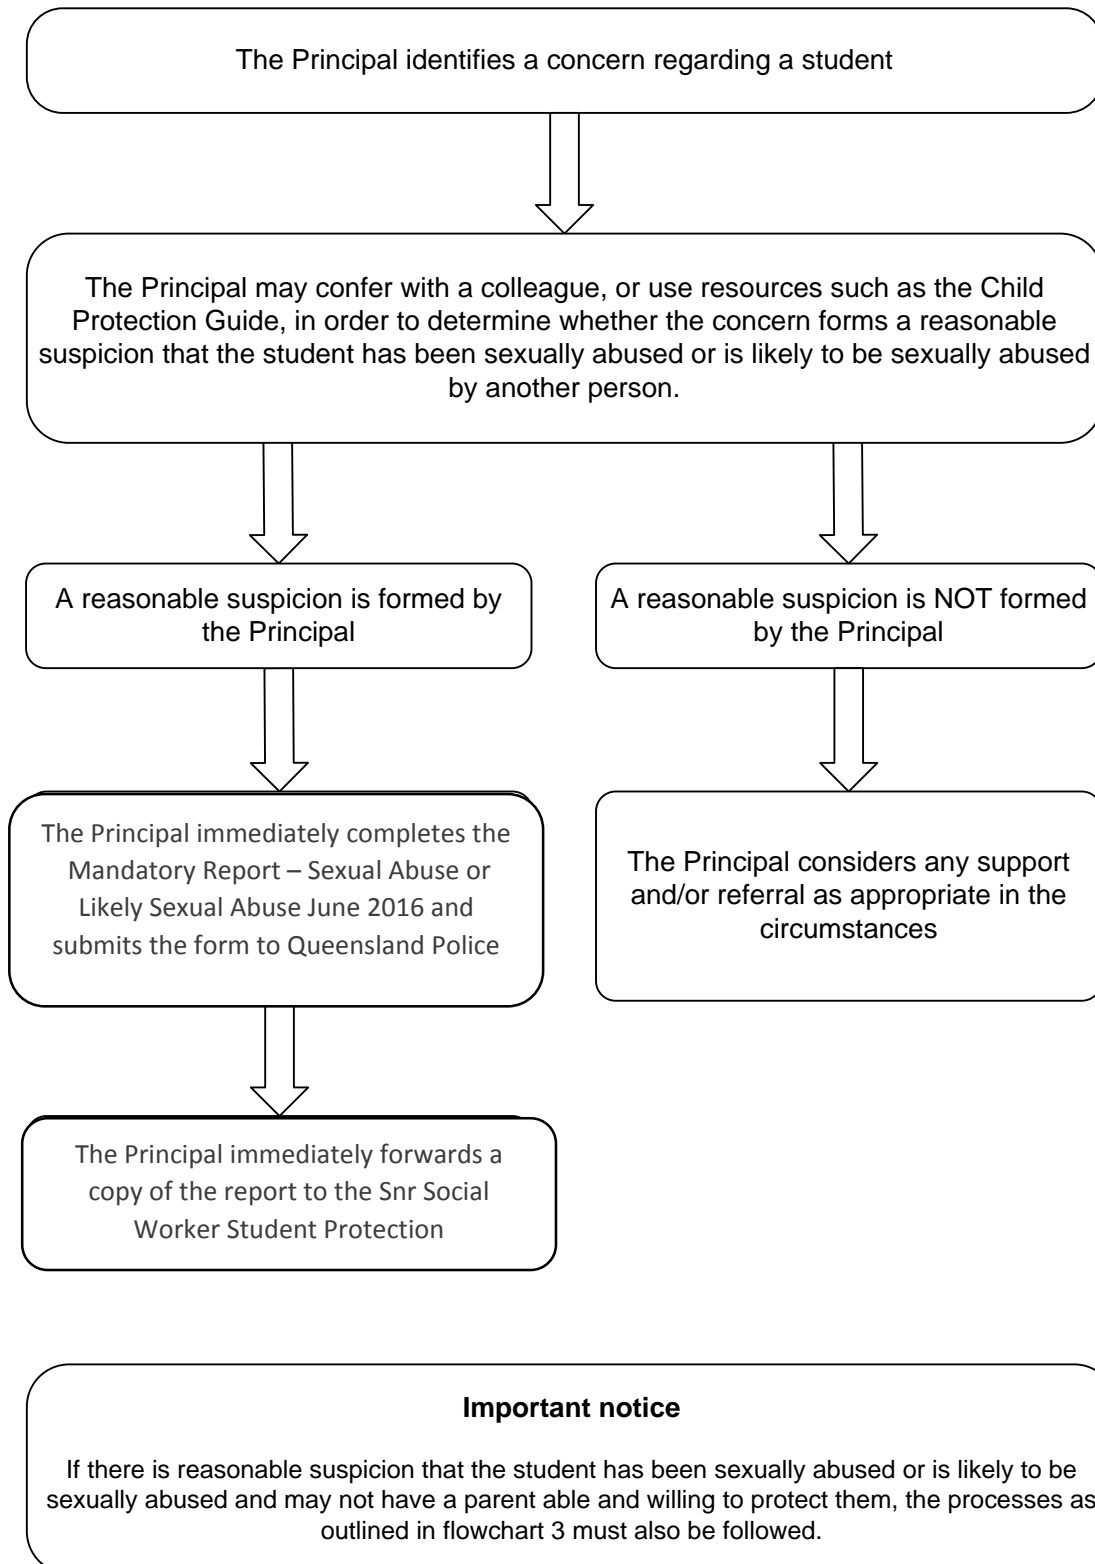 The Principal identifies a concern regarding a student
The Principal may confer with a colleague, or use resources such as the Child
Protection Guide, in order to determine whether the concern forms a reasonable
suspicion that the student has been sexually abused or is likely to be sexually abused
by another person.
A reasonable suspicion is formed by
the Principal
A reasonable suspicion is NOT formed
by the Principal
The Principal immediately completes the
Mandatory Report – Sexual Abuse or
Likely Sexual Abuse June 2016 and
submits the form to Queensland Police
The Principal considers any support
and/or referral as appropriate in the
circumstances
The Principal immediately forwards a
copy of the report to the Snr Social
Worker Student Protection
Important notice
If there is reasonable suspicion that the student has been sexually abused or is likely to be
sexually abused and may not have a parent able and willing to protect them, the processes as
outlined in flowchart 3 must also be followed.